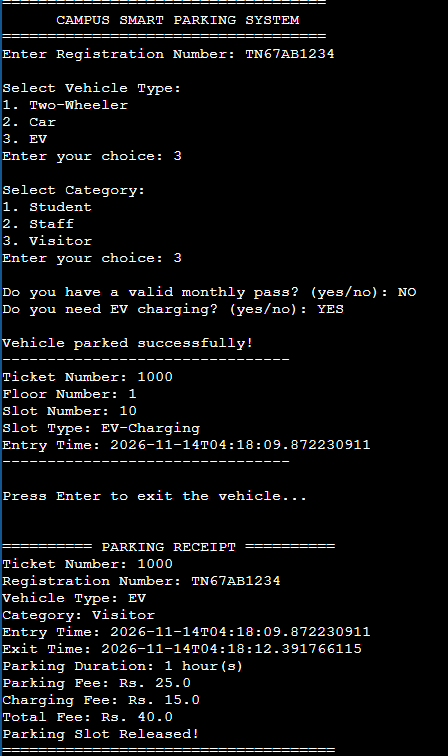 ====================================
CAMPUS SMART PARKING SYSTEM
====================================
Enter Registration Number: TN67AB1234
Select Vehicle Type:
1. Two-Wheeler
2. Car
3. EV
Enter your choice: 3
Select Category:
1. Student
2. Staff
3. Visitor
Enter your choice: 3
Do you have a valid monthly pass? (yes/no): NO
Do you need EV charging? (yes/no): YES
Vehicle parked successfully!
--------------------------------
Ticket Number: 1000
Floor Number: 1
Slot Number: 10
Slot Type: EV-Charging
Entry Time: 2026-11-14T04:18:09.872230911
--------------------------------
Press Enter to exit the vehicle...
========== PARKING RECEIPT ==========
Ticket Number: 1000
Registration Number: TN67AB1234
Vehicle Type: EV
Category: Visitor
Entry Time: 2026-11-14T04:18:09.872230911
Exit Time: 2026-11-14T04:18:12.391766115
Parking Duration: 1 hour(s)
Parking Fee: Rs. 25.0
Charging Fee: Rs. 15.0
Total Fee: Rs. 40.0
Parking Slot Released!
=====================================